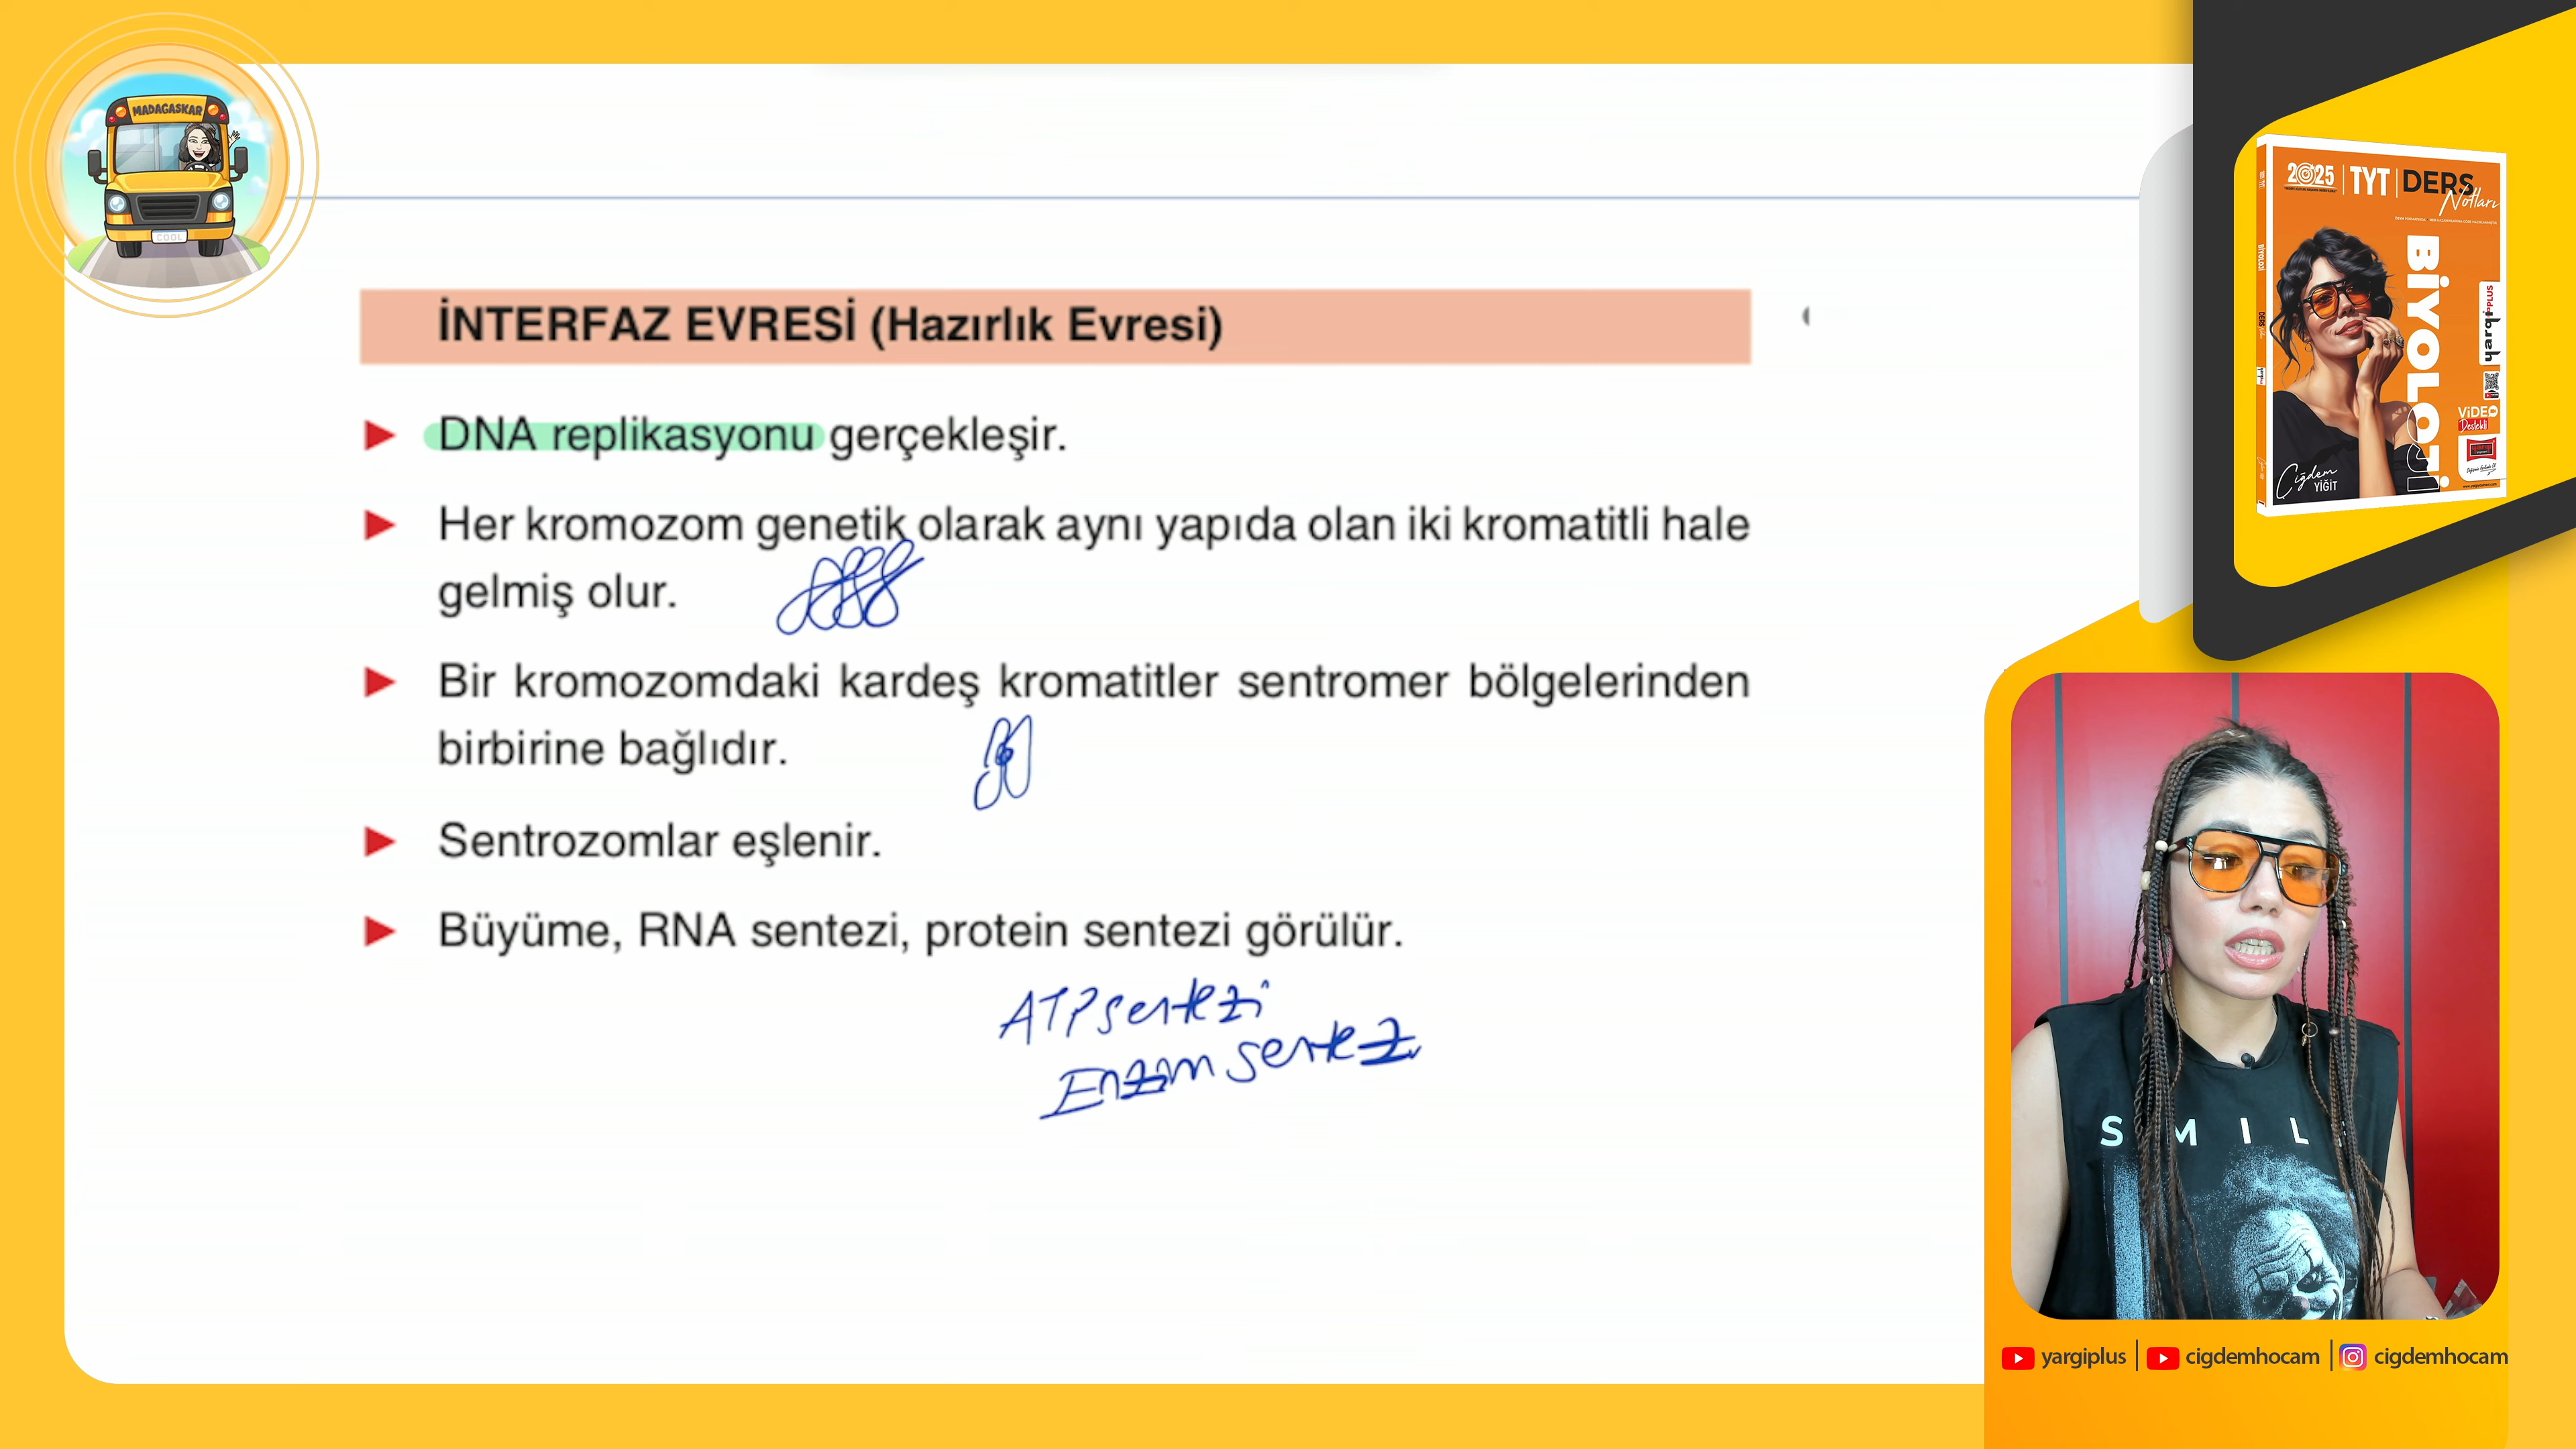 MADAGASKAR
COOL
İNTERFAZ EVRESİ (Hazırlık Evresi)
DNA replikasyonu gerçekleşir.
Her kromozom genetik olarak aynı yapıda olan iki kromatitli hale
gelmiş olur.
Bir kromozomdaki kardeş kromatitler sentromer bölgelerinden
birbirine bağlıdır.
Sentrozomlar eşlenir.
Büyüme, RNA sentezi, protein sentezi görülür.
ATP sentezi
Enzim sentezi
2025 TYT DERS
Notları
BİYOLOJİ
yargı PLUS
VİDEO
Destekli
Çiğdem
YİĞİT
S M I L
yargiplus | cigdemhocam | cigdemhocam